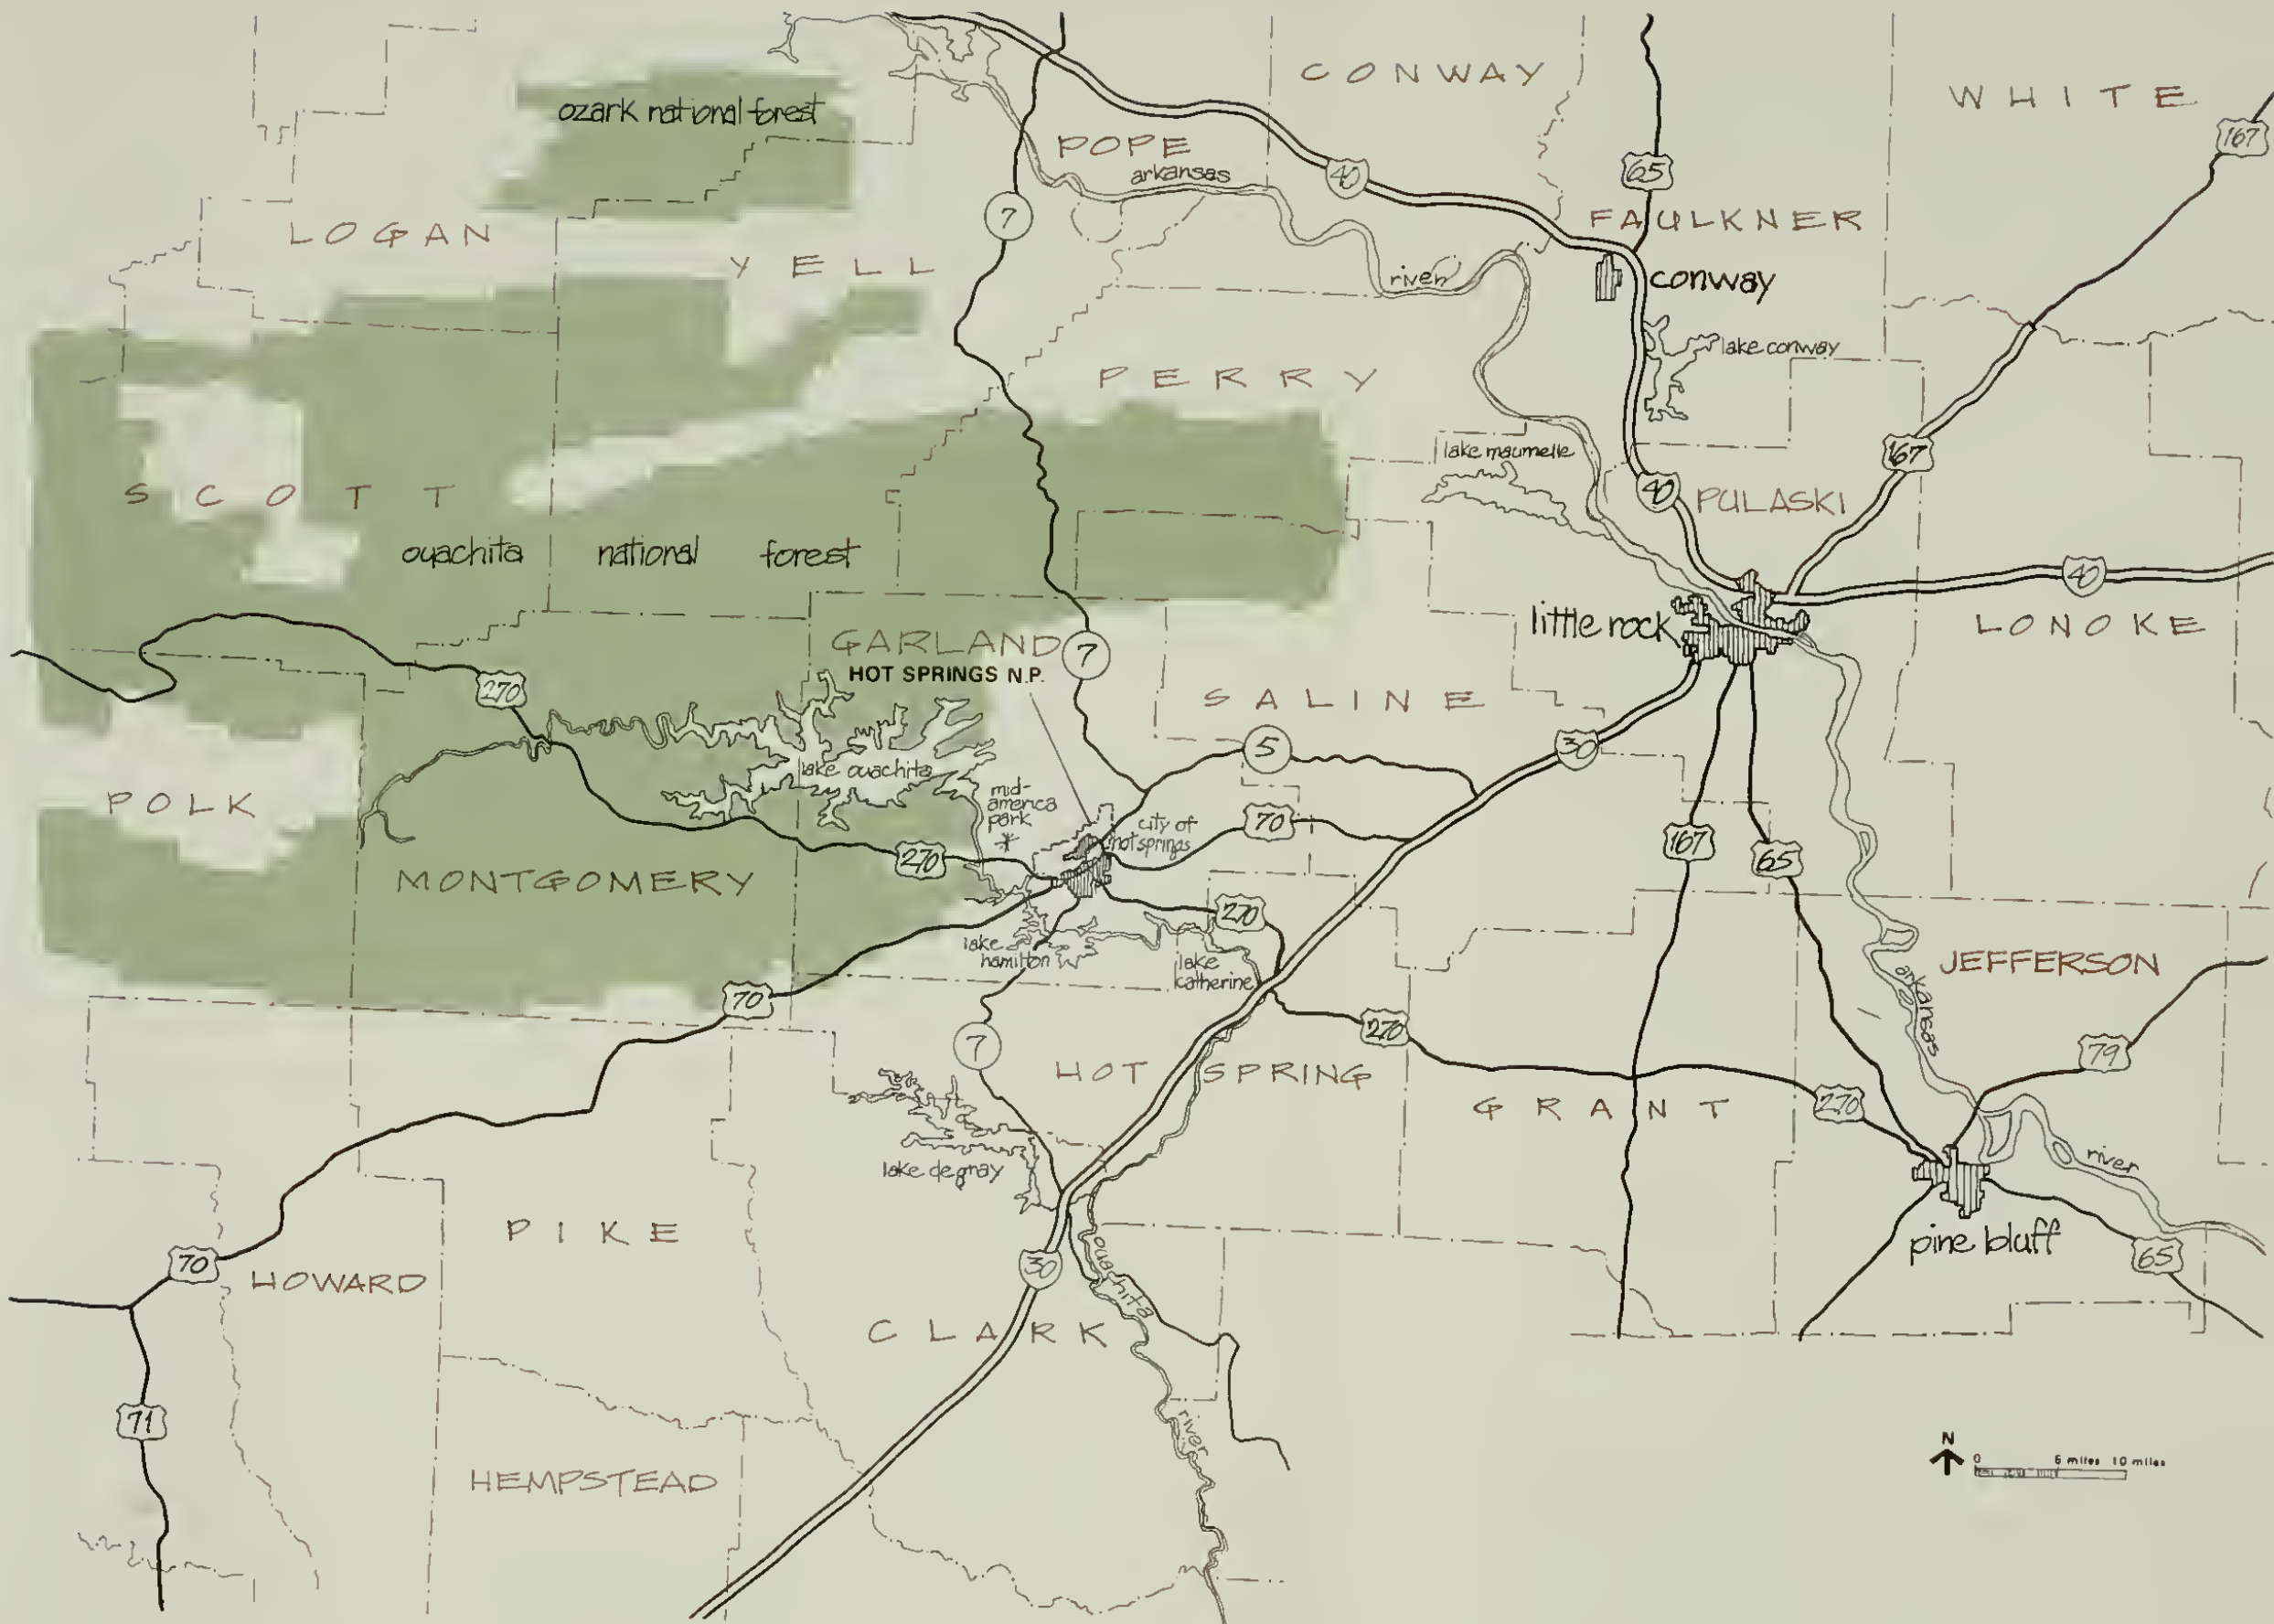 CONWAY
WHITE
ozark national forest
167
POPE
arkansas
40
65
7
LOGAN
FAULKNER
YELL
river
conway
lake conway
PERRY
lake maumelle
167
SCOTT
40
PULASKI
ouachita national forest
40
little rock
LONOKE
GARLAND
7
HOT SPRINGS N.P.
270
SALINE
5
30
lake ouachita
mid-
america
park
POLK
city of
hot springs
70
167
65
270
MONTGOMERY
270
lake
hamilton
lake
catherine
JEFFERSON
arkansas
70
270
7
79
HOT SPRING
GRANT
270
lake degray
river
PIKE
pine bluff
65
70
HOWARD
30
ouachita
CLARK
71
river
HEMPSTEAD
N
0 5 miles 10 miles